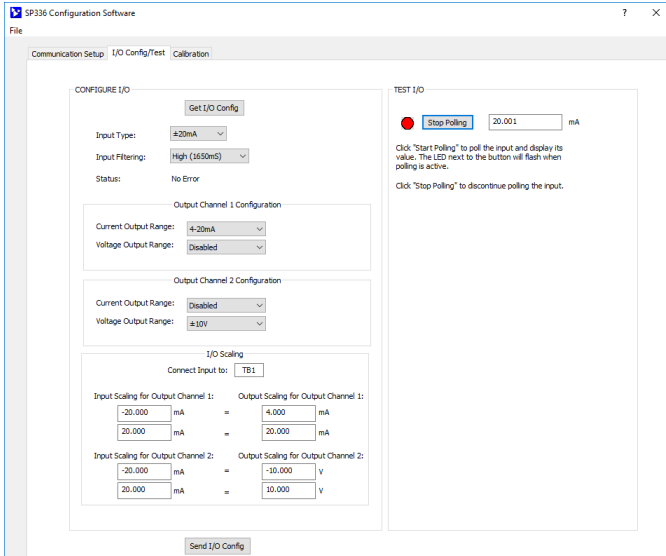 SP336 Configuration Software
?
File
Communication Setup I/O Config/Test Calibration
CONFIGURE I/O
Get I/O Config
Input Type: ±20mA
Input Filtering: High (1650mS)
Status: No Error
Output Channel 1 Configuration
Current Output Range: 4-20mA
Voltage Output Range: Disabled
Output Channel 2 Configuration
Current Output Range: Disabled
Voltage Output Range: ±10V
I/O Scaling
Connect Input to: TB1
Input Scaling for Output Channel 1: Output Scaling for Output Channel 1:
-20.000 mA = 4.000 mA
20.000 mA = 20.000 mA
Input Scaling for Output Channel 2: Output Scaling for Output Channel 2:
-20.000 mA = -10.000 V
20.000 mA = 10.000 V
Send I/O Config
TEST I/O
Stop Polling 20.001 mA
Click "Start Polling" to poll the input and display its
value. The LED next to the button will flash when
polling is active.
Click "Stop Polling" to discontinue polling the input.